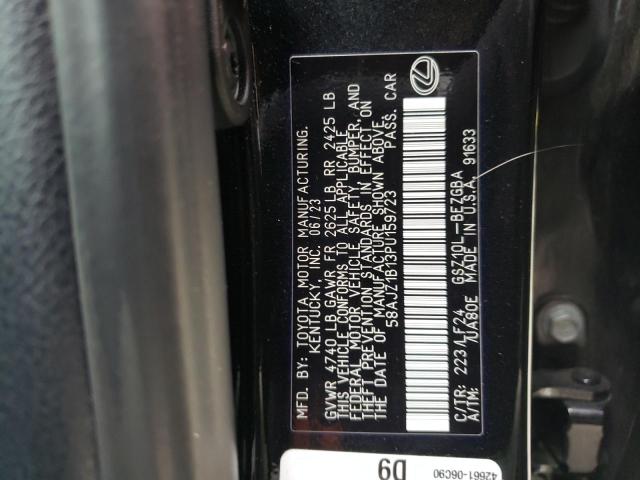 MFD. BY: TOYOTA MOTOR MANUFACTURING,
KENTUCKY, INC. 06/23
GVWR 4740 LB GAWR FR 2625 LB RR 2425 LB
THIS VEHICLE CONFORMS TO ALL APPLICABLE
FEDERAL MOTOR VEHICLE SAFETY, BUMPER, AND
THEFT PREVENTION STANDARDS IN EFFECT ON
THE DATE OF MANUFACTURE SHOWN ABOVE.
58AJZ1B13PU159723 PASS. CAR
C/TR: 223/LF24 GSZ10L-BEZGBA
A/TM: UA80E MADE IN U.S.A. 91633
D9
42661-06C90